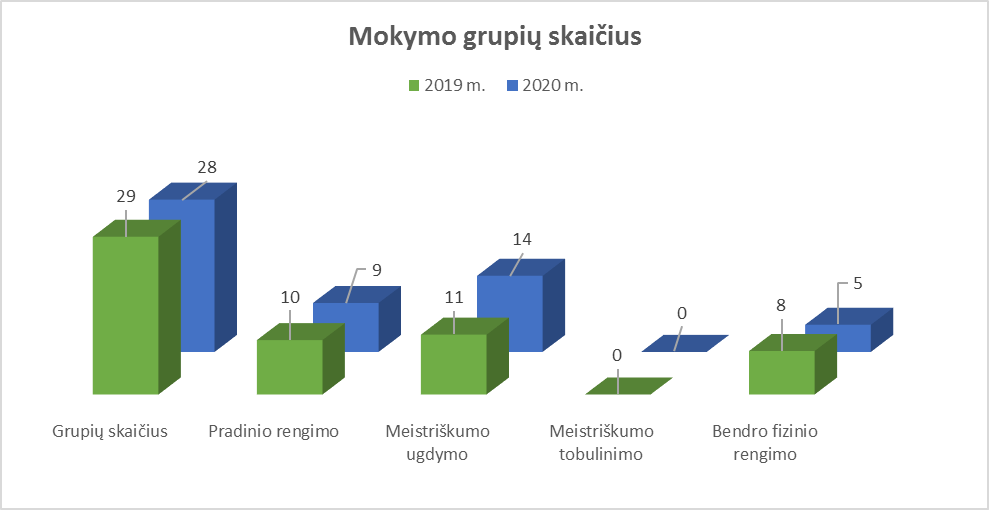 Mokymo grupių skaičius
2019 m. 2020 m.
29 28
10 9
11 14
0 0
8 5
Grupių skaičius
Pradinio rengimo
Meistriškumo
ugdymo
Meistriškumo
tobulinimo
Bendro fizinio
rengimo